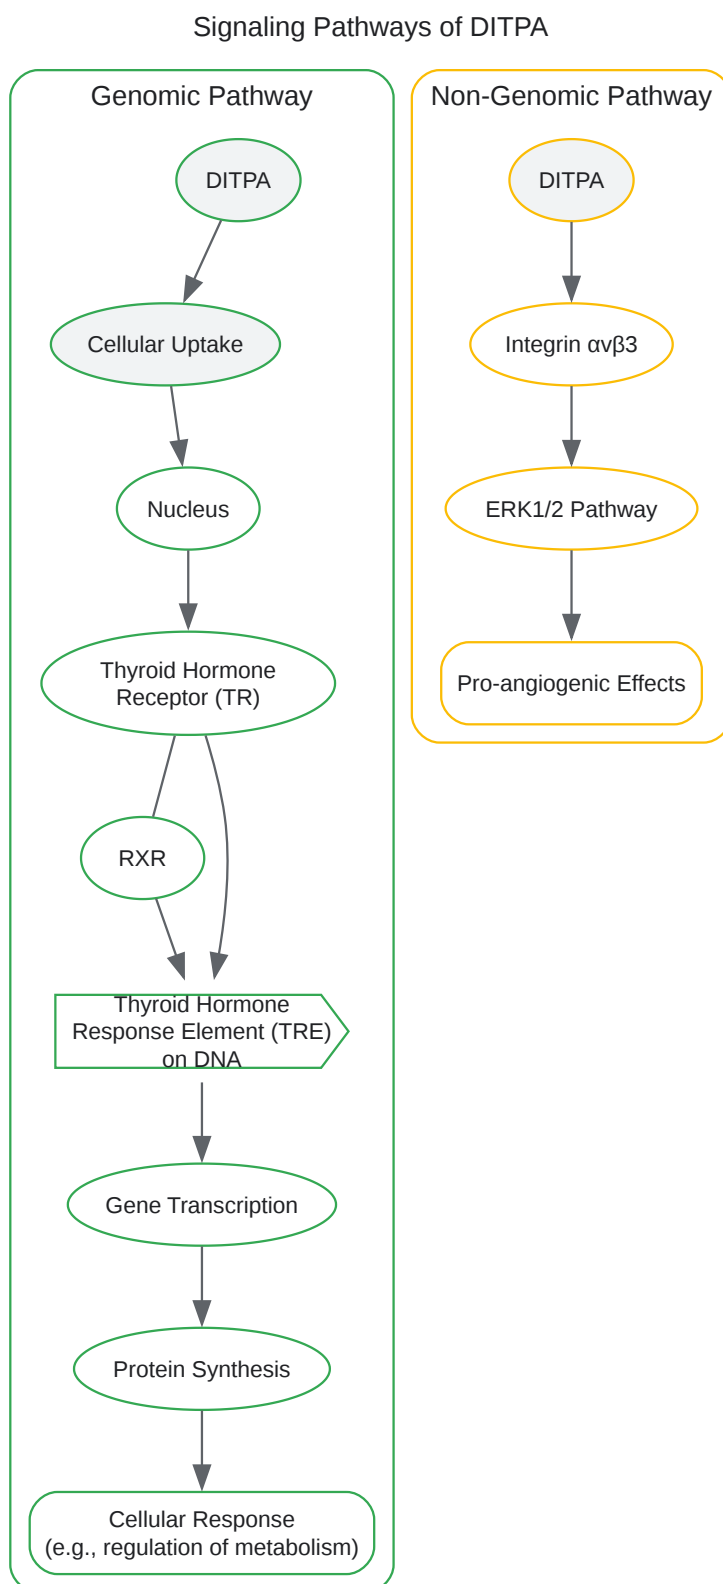 Signaling Pathways of DITPA
Genomic Pathway
DITPA
Cellular Uptake
Nucleus
Thyroid Hormone
Receptor (TR)
RXR
Thyroid Hormone
Response Element (TRE)
on DNA
Gene Transcription
Protein Synthesis
Cellular Response
(e.g., regulation of metabolism)
Non-Genomic Pathway
DITPA
Integrin αvβ3
ERK1/2 Pathway
Pro-angiogenic Effects